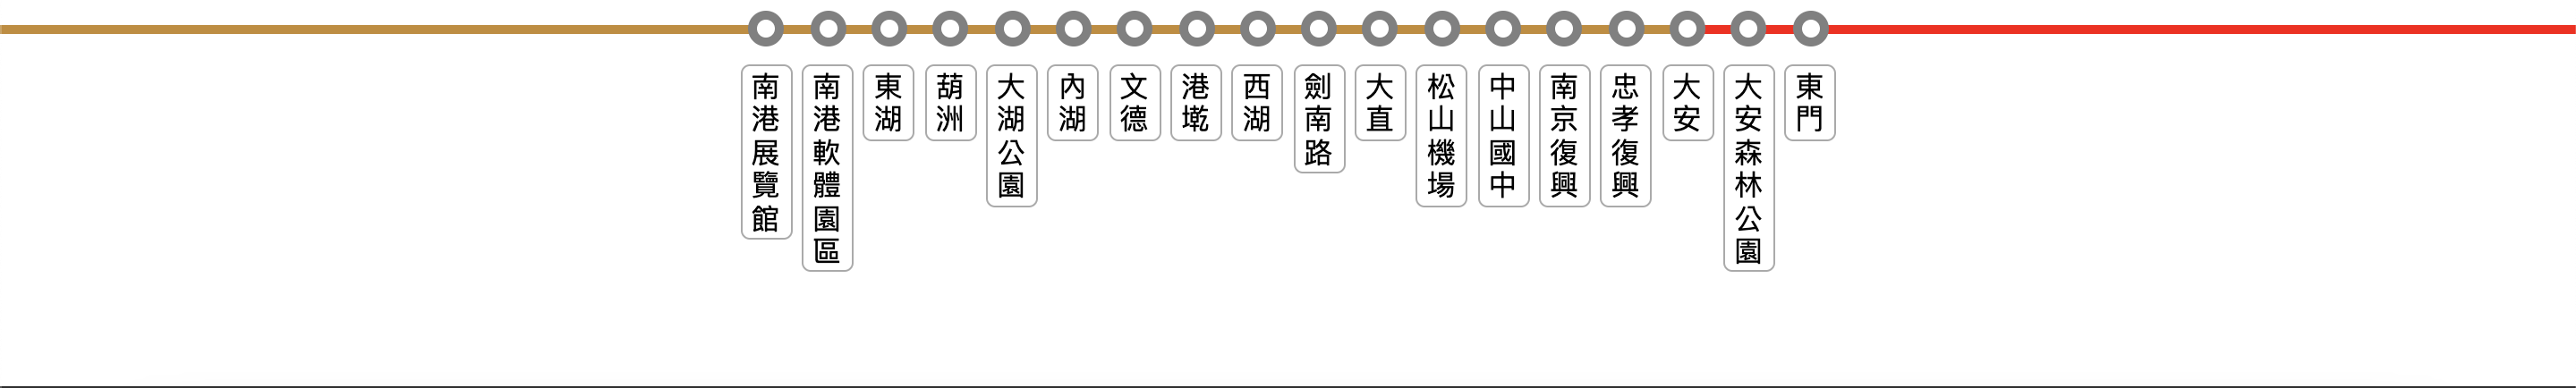 南港展覽館
南港軟體園區
東湖
葫洲
大湖公園
內湖
文德
港墘
西湖
劍南路
大直
松山機場
中山國中
南京復興
忠孝復興
大安
大安森林公園
東門